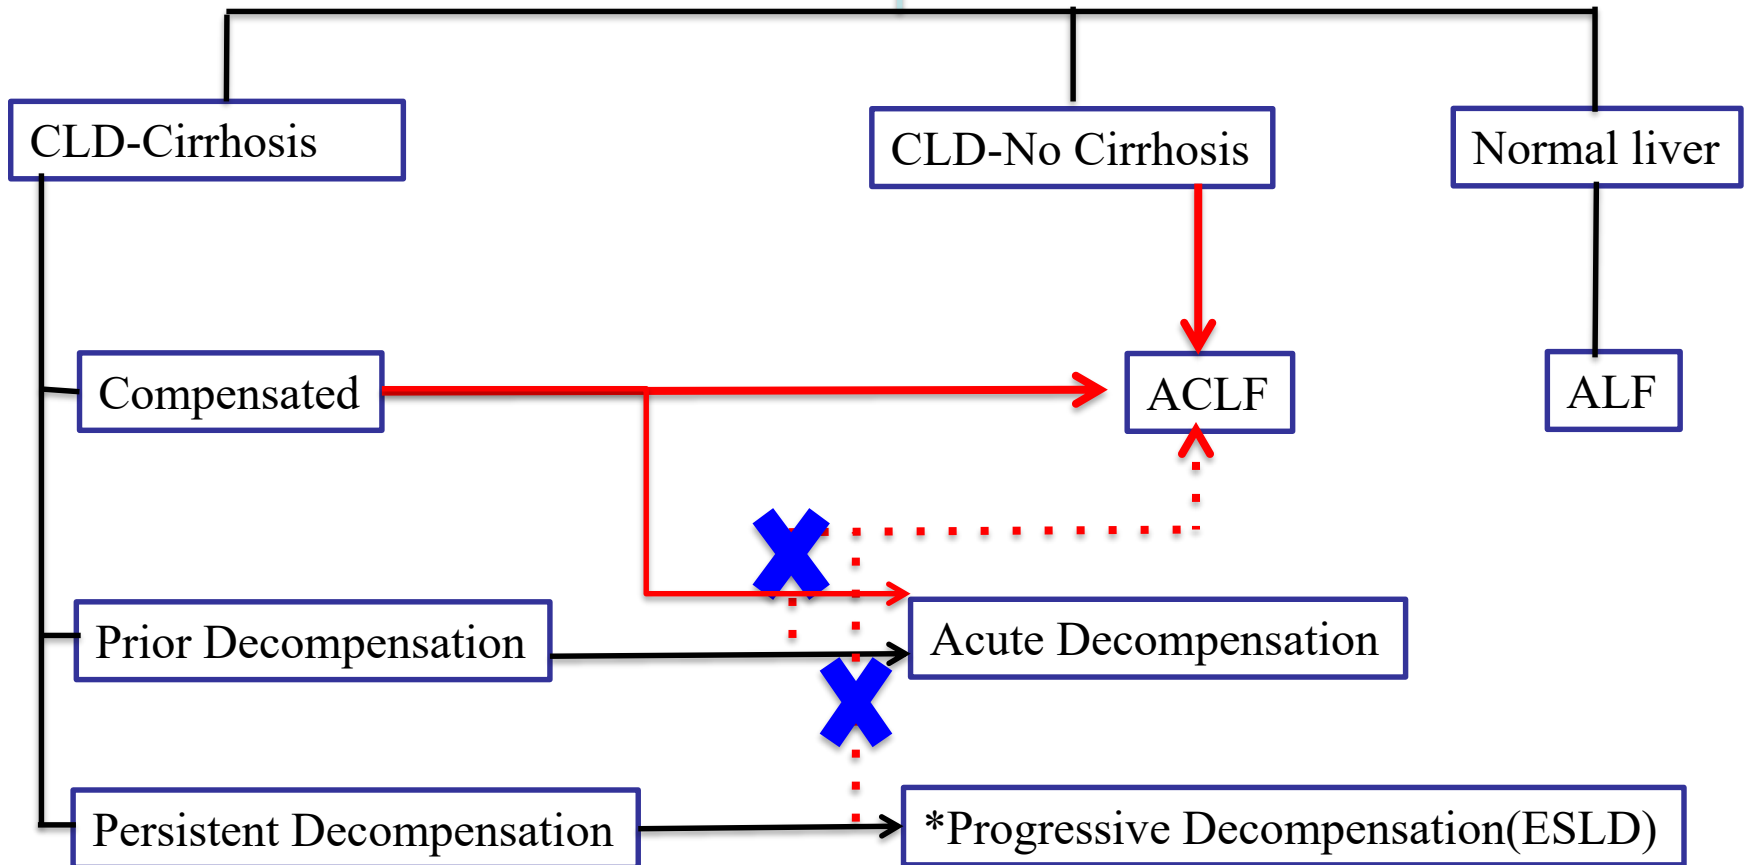 CLD-Cirrhosis
CLD-No Cirrhosis
Normal liver
Compensated
ACLF
ALF
Prior Decompensation
Acute Decompensation
Persistent Decompensation
*Progressive Decompensation(ESLD)